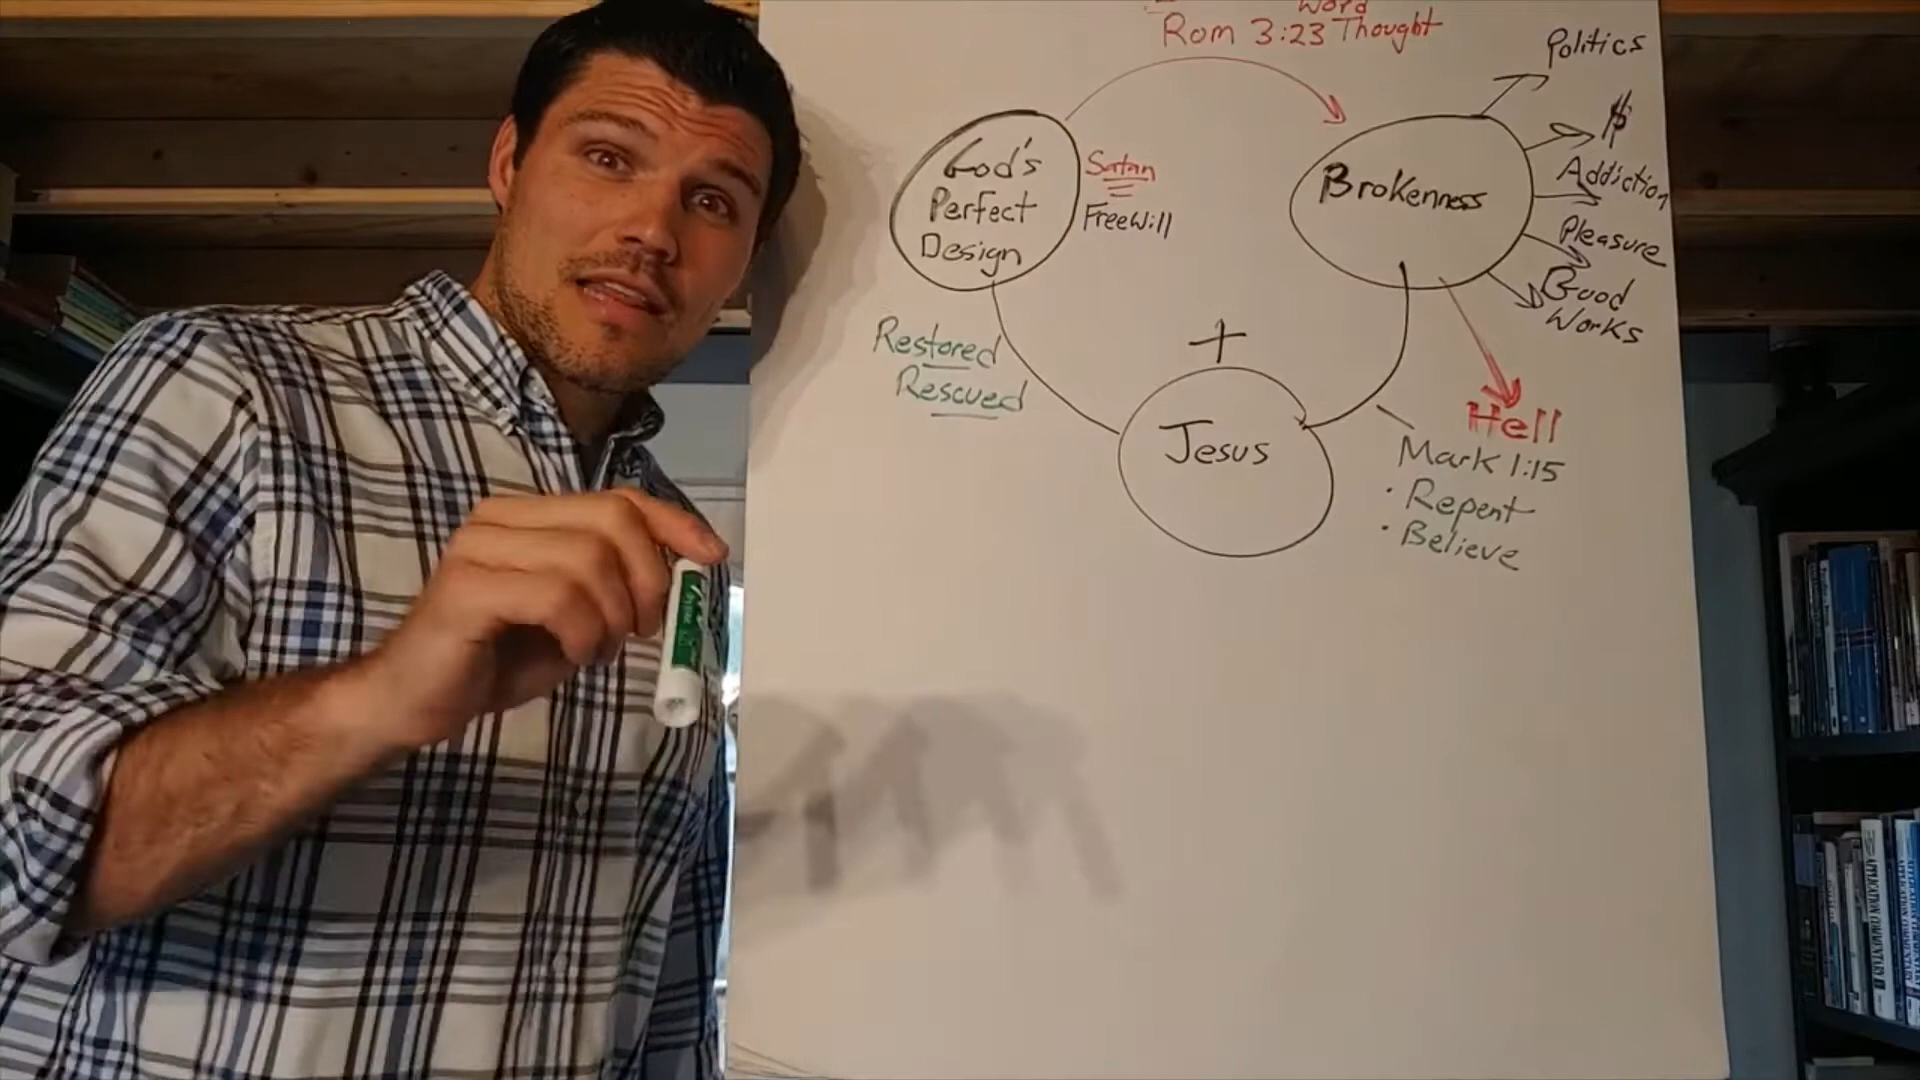 Word
Rom 3:23 Thought
God's
Perfect
Design
Satan
FreeWill
Brokenness
Politics
$
Addiction
Pleasure
Good
Works
Restored
Rescued
Jesus
Hell
Mark 1:15
· Repent
· Believe